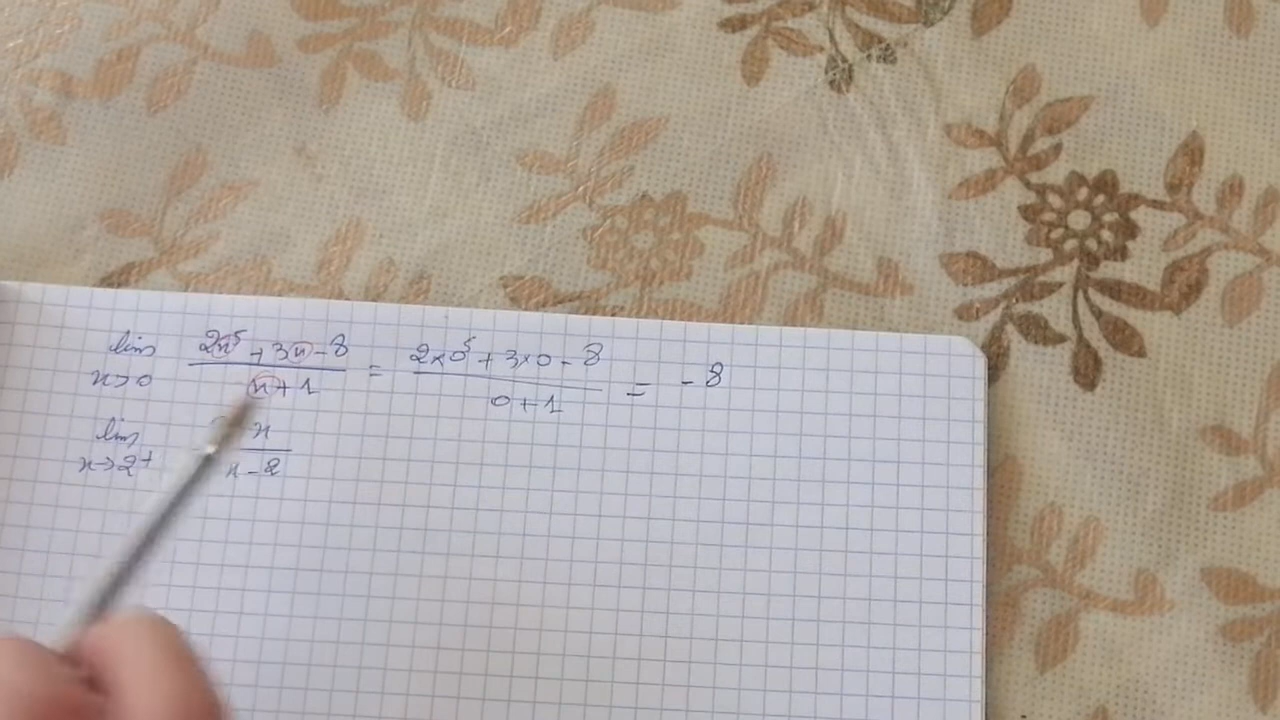 lim 2x⁵ + 3x - 8 / x + 1 = 2×0⁵ + 3×0 - 8 / 0 + 1 = -8
x→0
lim x / x - 2
x→2⁺